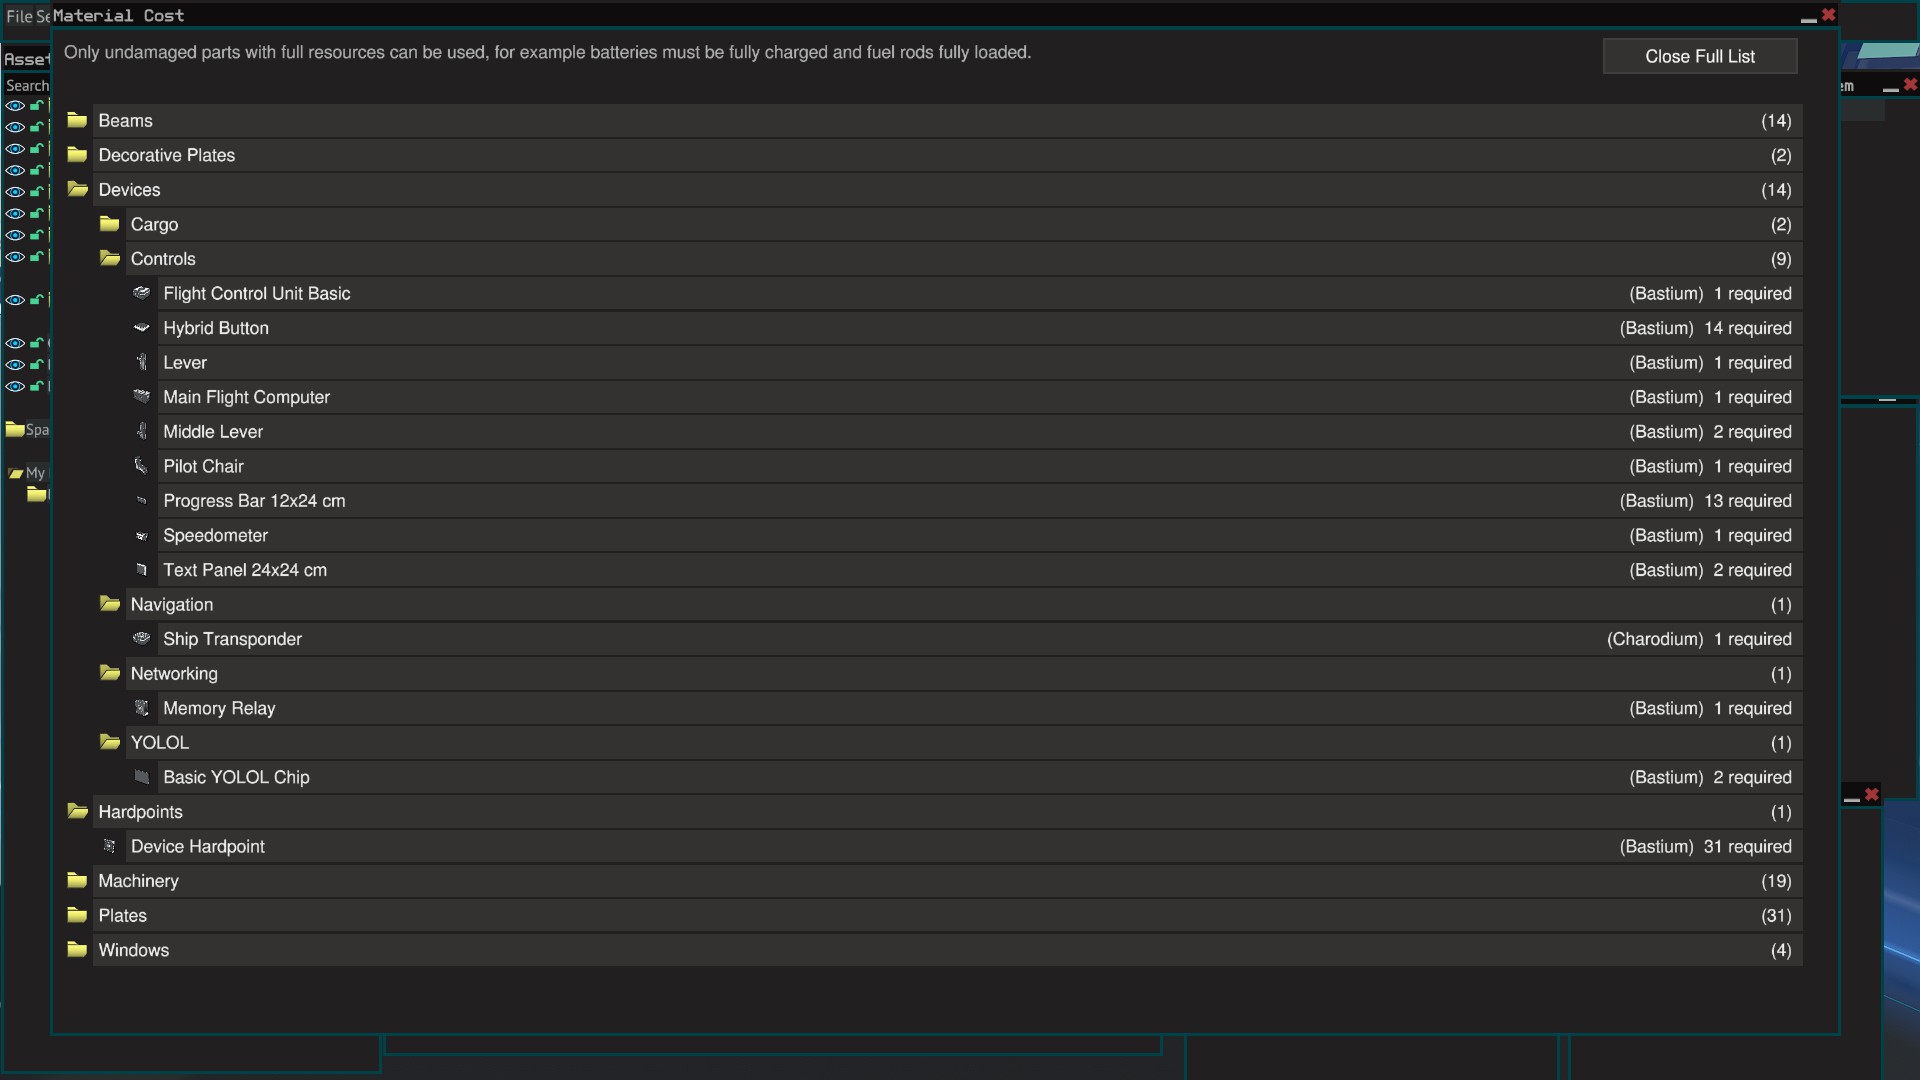 File Se
Material Cost
Only undamaged parts with full resources can be used, for example batteries must be fully charged and fuel rods fully loaded.
Close Full List
Asset
Search
em
Beams (14)
Decorative Plates (2)
Devices (14)
Cargo (2)
Controls (9)
Flight Control Unit Basic (Bastium) 1 required
Hybrid Button (Bastium) 14 required
Lever (Bastium) 1 required
Main Flight Computer (Bastium) 1 required
Middle Lever (Bastium) 2 required
Spa
Pilot Chair (Bastium) 1 required
My
Progress Bar 12x24 cm (Bastium) 13 required
Speedometer (Bastium) 1 required
Text Panel 24x24 cm (Bastium) 2 required
Navigation (1)
Ship Transponder (Charodium) 1 required
Networking (1)
Memory Relay (Bastium) 1 required
YOLOL (1)
Basic YOLOL Chip (Bastium) 2 required
Hardpoints (1)
Device Hardpoint (Bastium) 31 required
Machinery (19)
Plates (31)
Windows (4)